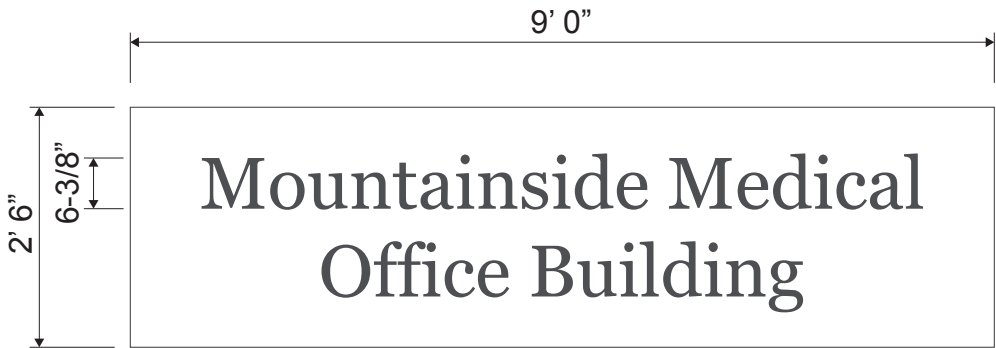 9’ 0”
2’ 6”
6-3/8”
Mountainside Medical
Office Building